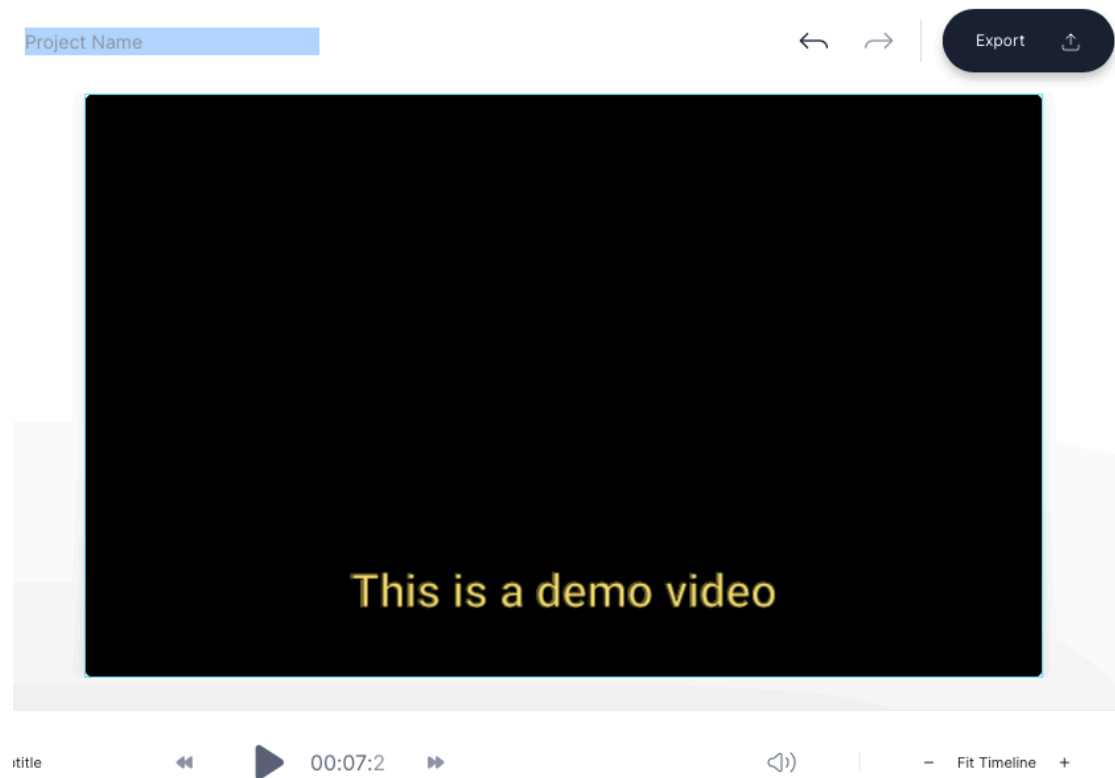 Project Name
Export
This is a demo video
00:07:2
− Fit Timeline +